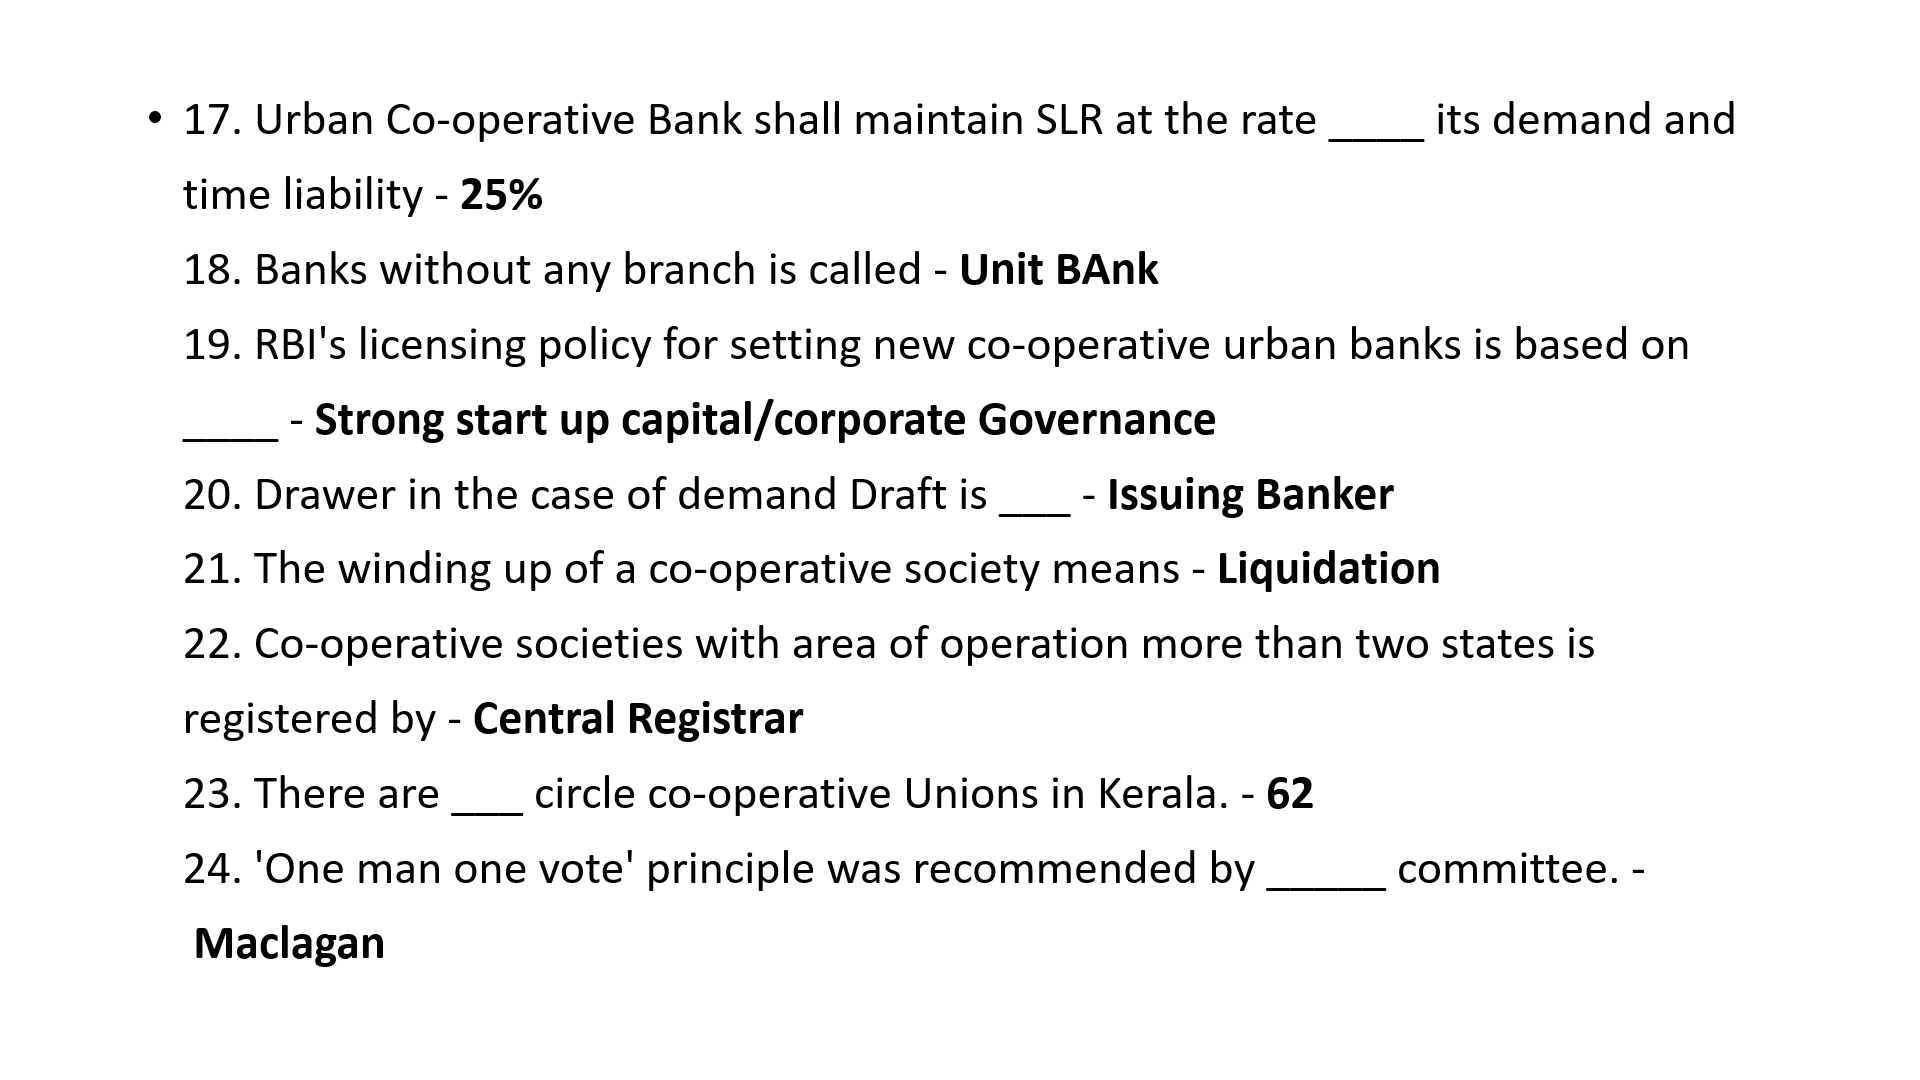 • 17. Urban Co-operative Bank shall maintain SLR at the rate ____ its demand and
time liability - 25%
18. Banks without any branch is called - Unit BAnk
19. RBI's licensing policy for setting new co-operative urban banks is based on
____ - Strong start up capital/corporate Governance
20. Drawer in the case of demand Draft is ___ - Issuing Banker
21. The winding up of a co-operative society means - Liquidation
22. Co-operative societies with area of operation more than two states is
registered by - Central Registrar
23. There are ___ circle co-operative Unions in Kerala. - 62
24. 'One man one vote' principle was recommended by _____ committee. -
Maclagan